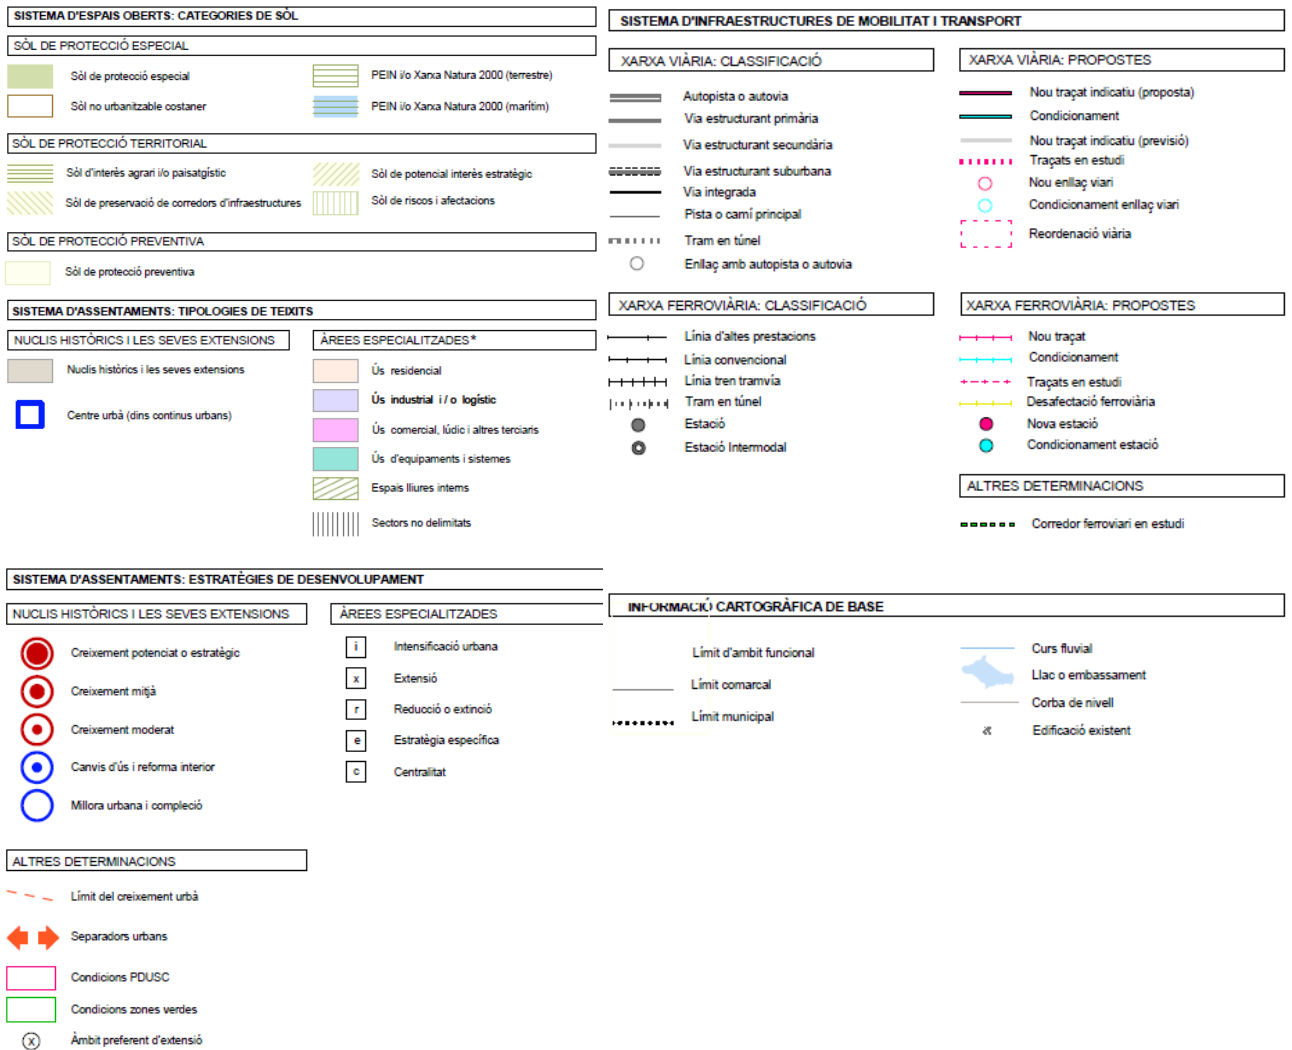 SISTEMA D'ESPAIS OBERTS: CATEGORIES DE SÒL
SÒL DE PROTECCIÓ ESPECIAL
Sòl de protecció especial
PEIN i/o Xarxa Natura 2000 (terrestre)
Sòl no urbanitzable costaner
PEIN i/o Xarxa Natura 2000 (marítim)
SÒL DE PROTECCIÓ TERRITORIAL
Sòl d'interès agrari i/o paisatgístic
Sòl de potencial interès estratègic
Sòl de preservació de corredors d'infraestructures
Sòl de riscos i afectacions
SÒL DE PROTECCIÓ PREVENTIVA
Sòl de protecció preventiva
SISTEMA D'ASSENTAMENTS: TIPOLOGIES DE TEIXITS
NUCLIS HISTÒRICS I LES SEVES EXTENSIONS
Nuclis històrics i les seves extensions
Centre urbà (dins continus urbans)
ÀREES ESPECIALITZADES*
Ús residencial
Ús industrial i / o logístic
Ús comercial, lúdic i altres terciaris
Ús d'equipaments i sistemes
Espais lliures interns
Sectors no delimitats
SISTEMA D'ASSENTAMENTS: ESTRATÈGIES DE DESENVOLUPAMENT
NUCLIS HISTÒRICS I LES SEVES EXTENSIONS
Creixement potenciat o estratègic
Creixement mitjà
Creixement moderat
Canvis d'ús i reforma interior
Millora urbana i compleció
ÀREES ESPECIALITZADES
i Intensificació urbana
x Extensió
r Reducció o extinció
e Estratègia específica
c Centralitat
ALTRES DETERMINACIONS
Límit del creixement urbà
Separadors urbans
Condicions PDUSC
Condicions zones verdes
X Àmbit preferent d'extensió
SISTEMA D'INFRAESTRUCTURES DE MOBILITAT I TRANSPORT
XARXA VIÀRIA: CLASSIFICACIÓ
Autopista o autovia
Via estructurant primària
Via estructurant secundària
Via estructurant suburbana
Via integrada
Pista o camí principal
Tram en túnel
Enllaç amb autopista o autovia
XARXA VIÀRIA: PROPOSTES
Nou traçat indicatiu (proposta)
Condicionament
Nou traçat indicatiu (previsió)
Traçats en estudi
Nou enllaç viari
Condicionament enllaç viari
Reordenació viària
XARXA FERROVIÀRIA: CLASSIFICACIÓ
Línia d'altes prestacions
Línia convencional
Línia tren tramvia
Tram en túnel
Estació
Estació Intermodal
XARXA FERROVIÀRIA: PROPOSTES
Nou traçat
Condicionament
Traçats en estudi
Desafectació ferroviària
Nova estació
Condicionament estació
ALTRES DETERMINACIONS
Corredor ferroviari en estudi
INFORMACIÓ CARTOGRÀFICA DE BASE
Límit d'ambit funcional
Límit comarcal
Límit municipal
Curs fluvial
Llac o embassament
Corba de nivell
Edificació existent